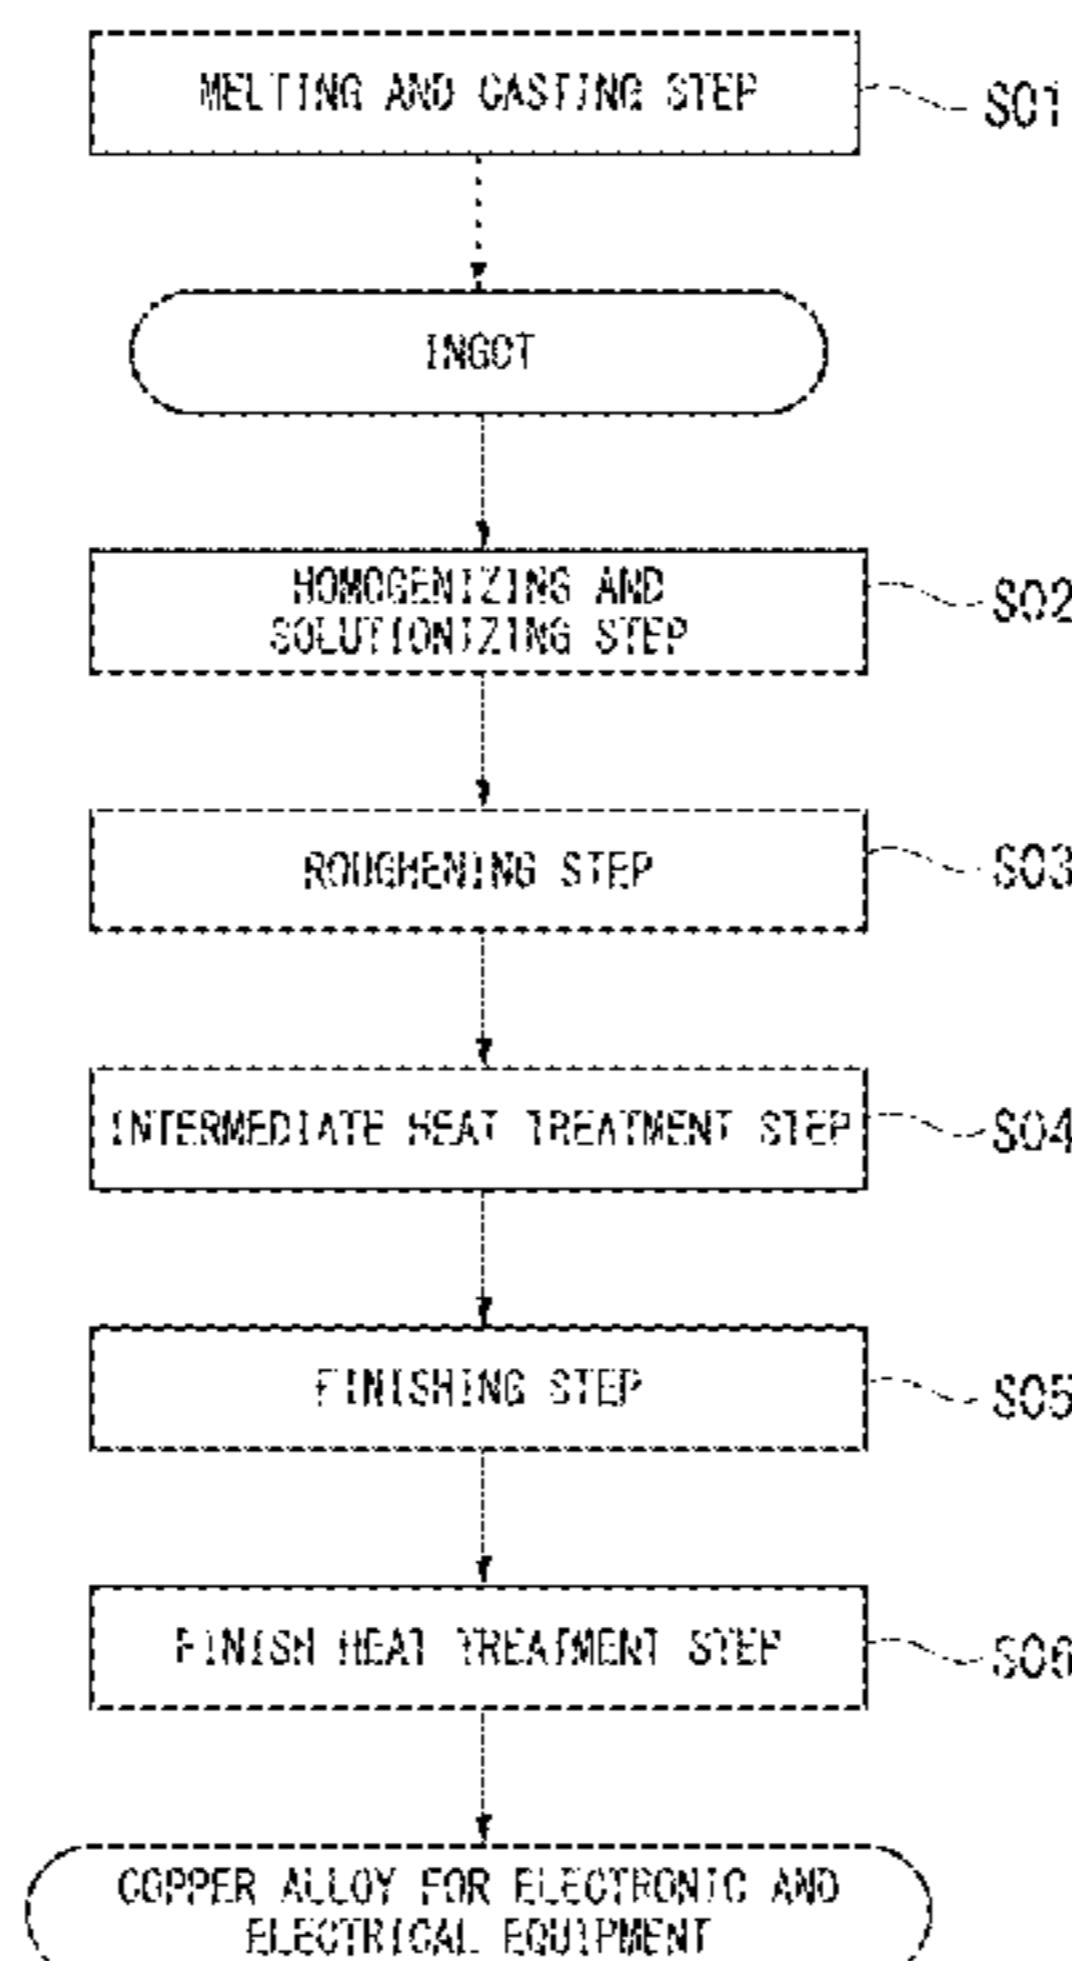 MELTING AND CASTING STEP
S01
INGOT
HOMOGENIZING AND
SOLUTIONIZING STEP
S02
ROUGHENING STEP
S03
INTERMEDIATE HEAT TREATMENT STEP
S04
FINISHING STEP
S05
FINISH HEAT TREATMENT STEP
S06
COPPER ALLOY FOR ELECTRONIC AND
ELECTRICAL EQUIPMENT